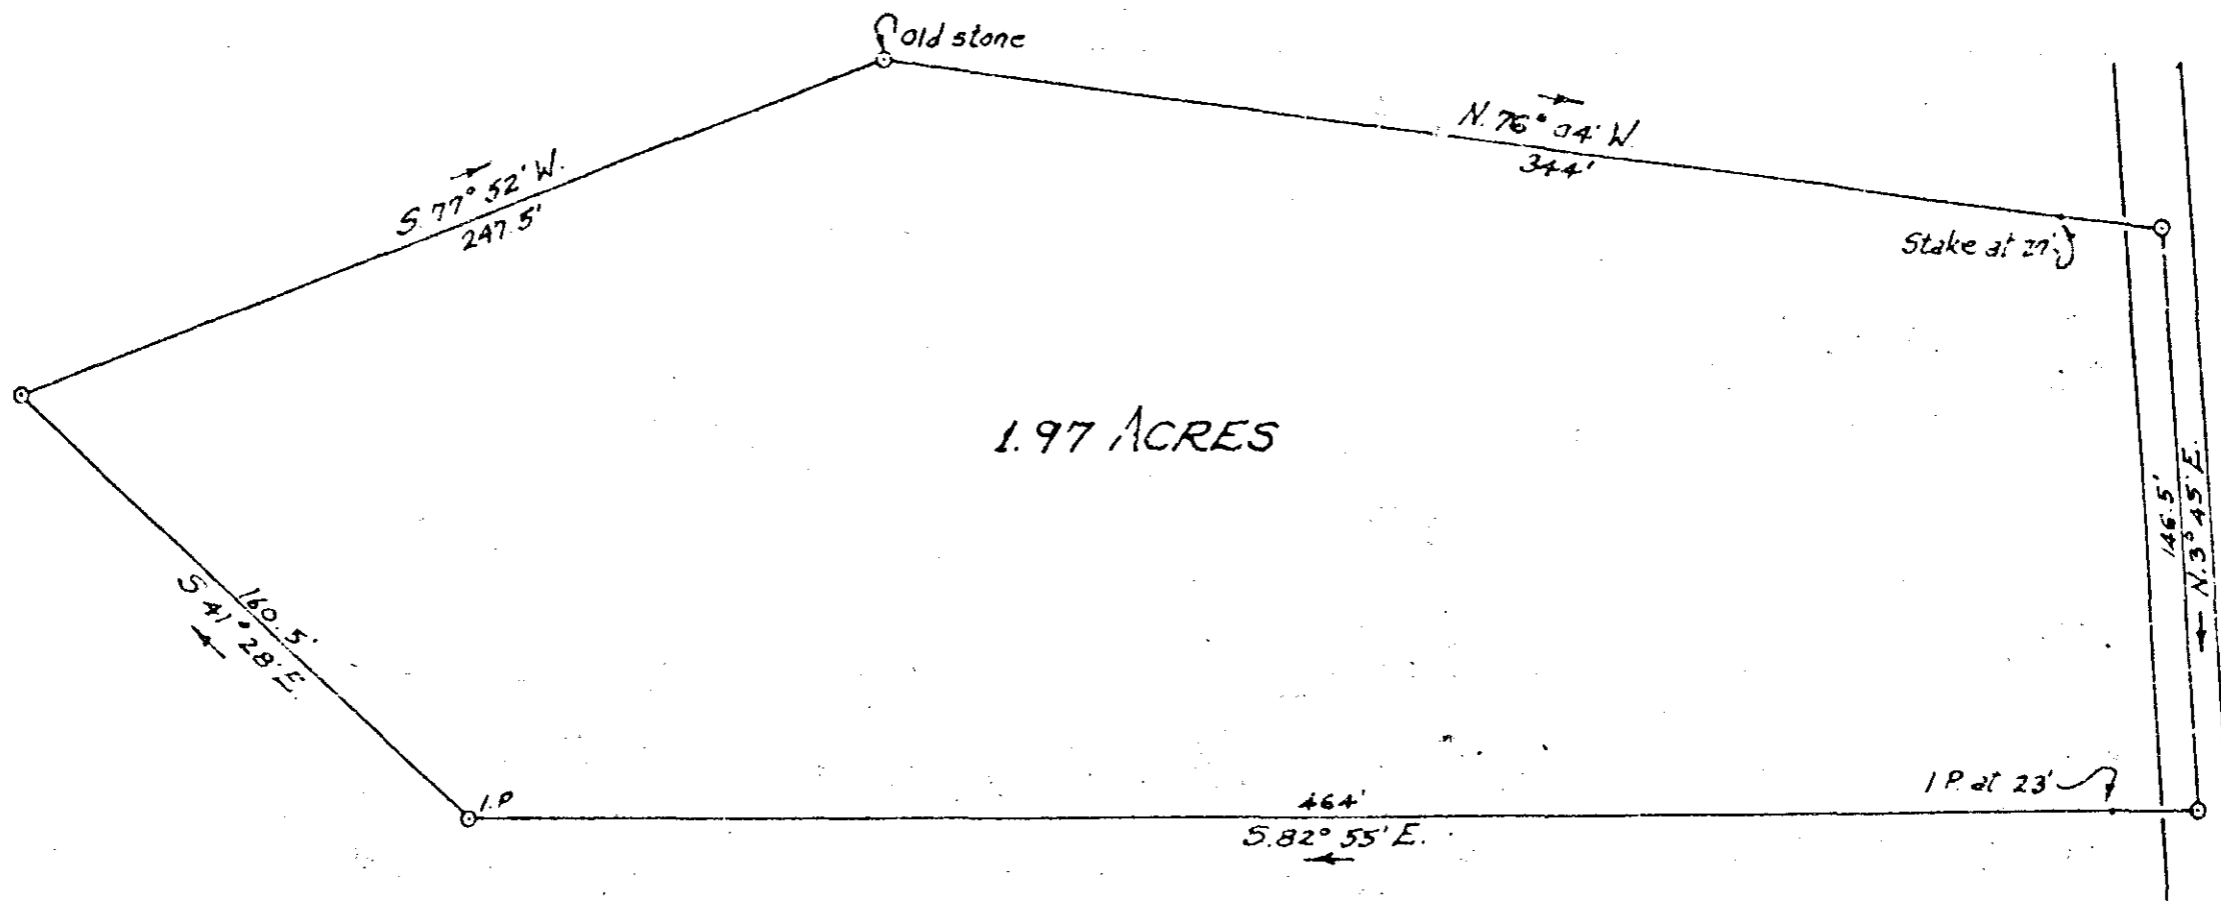 Old stone
N. 76° 04' W.
344'
S. 77° 52' W.
247.5'
Stake at 27'
1.97 ACRES
146.5'
N. 3° 45' E.
160.5'
S 41° 28' E.
I.P
464'
S. 82° 55' E.
I P. at 23'